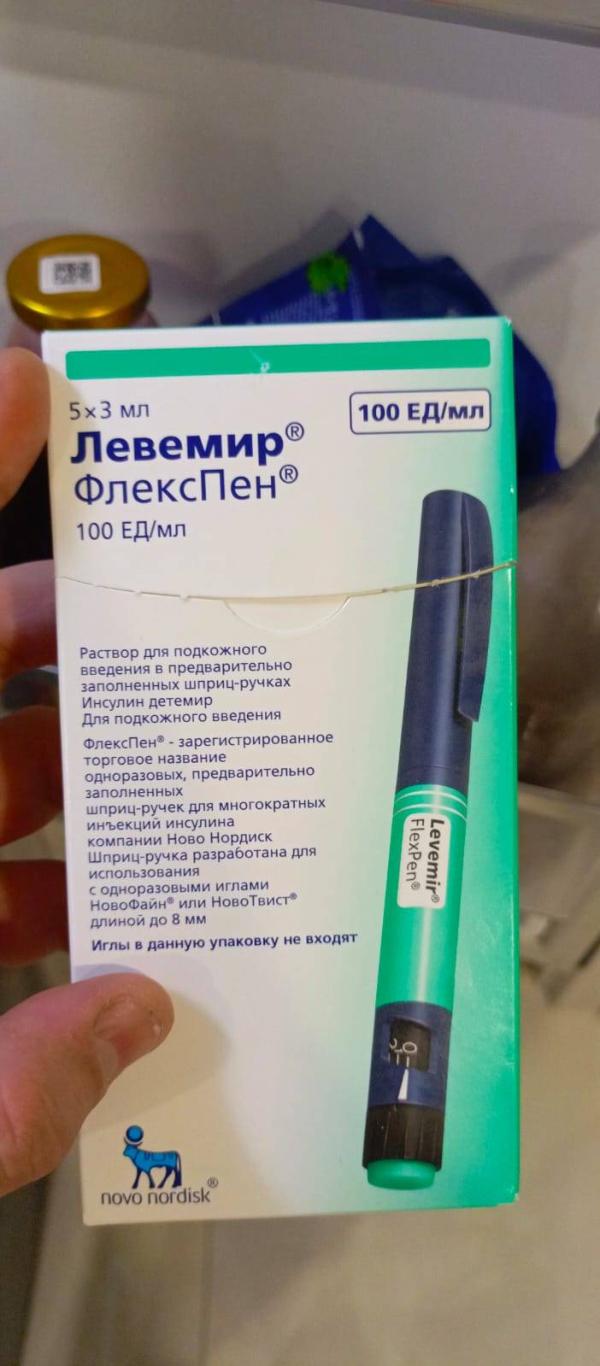 5×3 мл
100 ЕД/мл
Левемир®
ФлексПен®
100 ЕД/мл
Раствор для подкожного
введения в предварительно
заполненных шприц-ручках
Инсулин детемир
Для подкожного введения
ФлексПен® - зарегистрированное
торговое название
одноразовых, предварительно
заполненных
шприц-ручек для многократных
инъекций инсулина
компании Ново Нордиск
Шприц-ручка разработана для
использования
с одноразовыми иглами
НовоФайн® или НовоТвист®
длиной до 8 мм
Иглы в данную упаковку не входят
Levemir®
FlexPen®
novo nordisk®